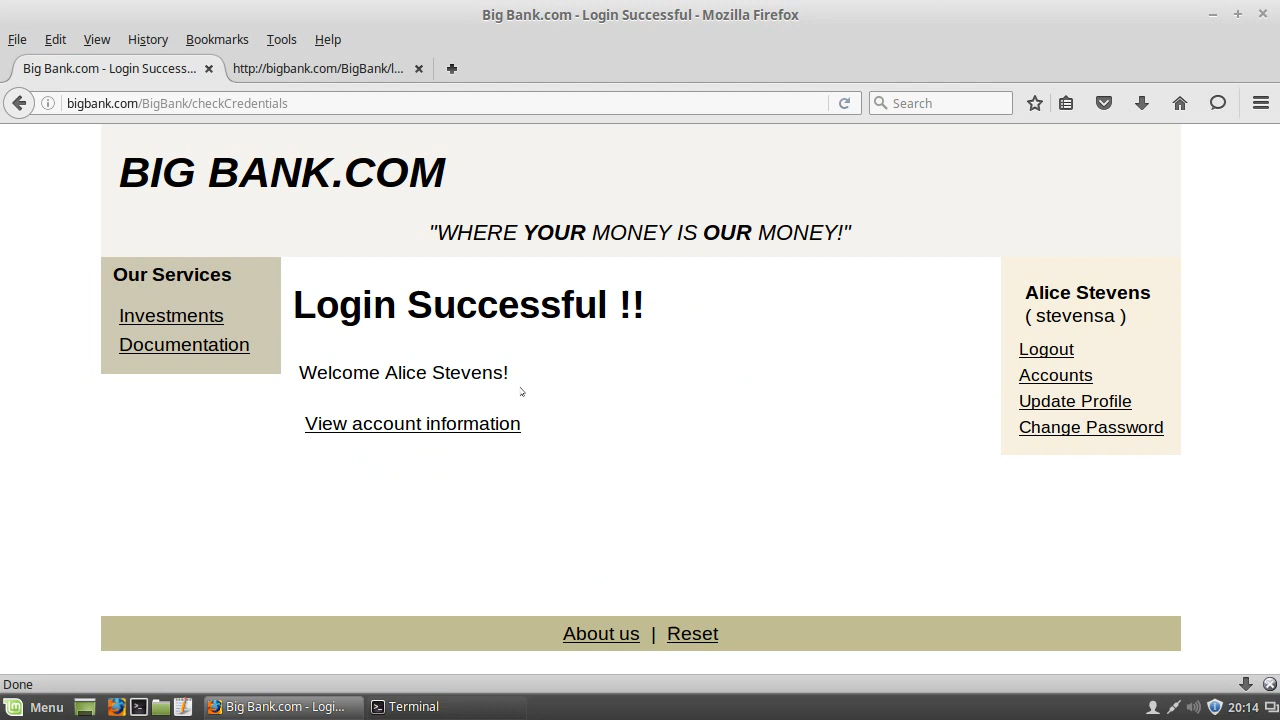 Big Bank.com - Login Successful - Mozilla Firefox
File Edit View History Bookmarks Tools Help
Big Bank.com - Login Success... http://bigbank.com/BigBank/l...
bigbank.com/BigBank/checkCredentials Search
BIG BANK.COM
"WHERE YOUR MONEY IS OUR MONEY!"
Our Services
Investments
Documentation
Login Successful !!
Welcome Alice Stevens!
View account information
Alice Stevens
( stevensa )
Logout
Accounts
Update Profile
Change Password
About us | Reset
Done
Menu Big Bank.com - Logi... Terminal 20:14